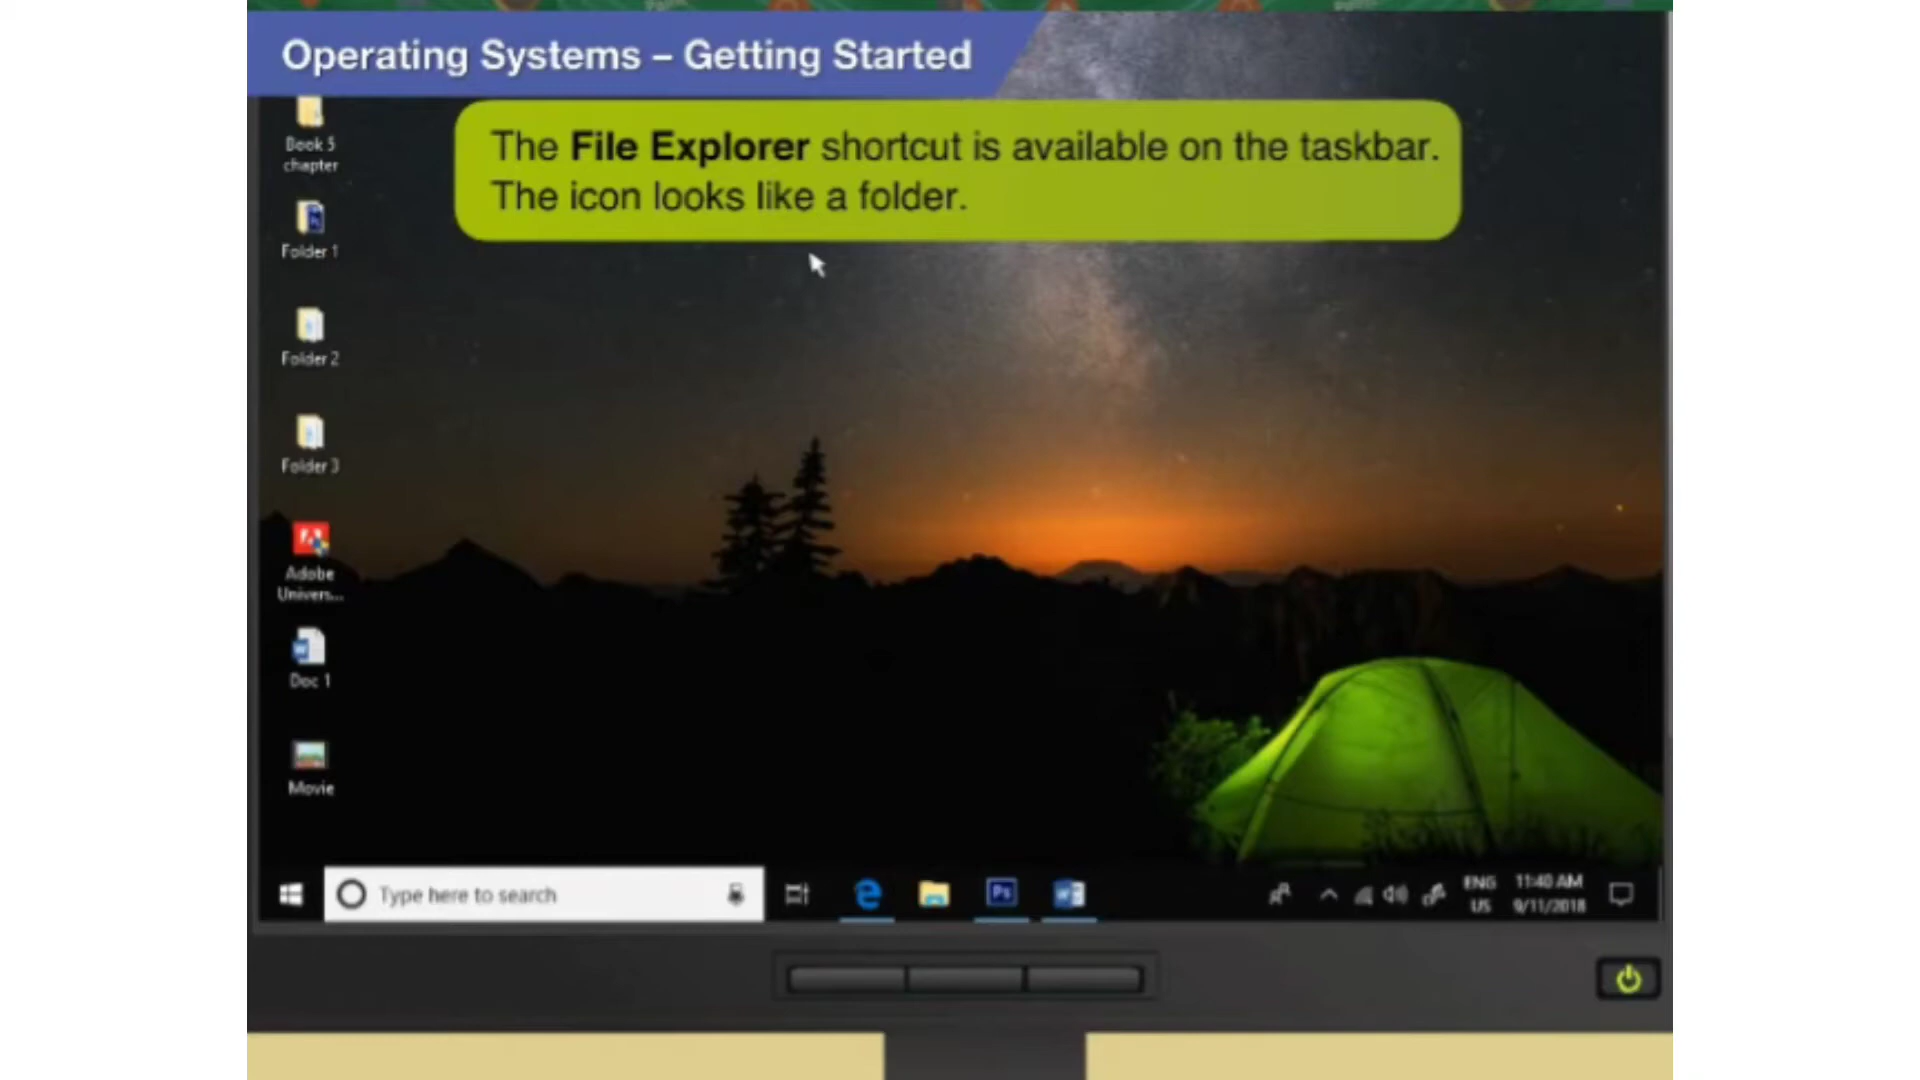 Operating Systems – Getting Started
The File Explorer shortcut is available on the taskbar.
The icon looks like a folder.
Book 5
chapter
Folder 1
Folder 2
Folder 3
Adobe
Univers...
Doc 1
Movie
Type here to search
Ps
ENG
US
11:40 AM
9/11/2018